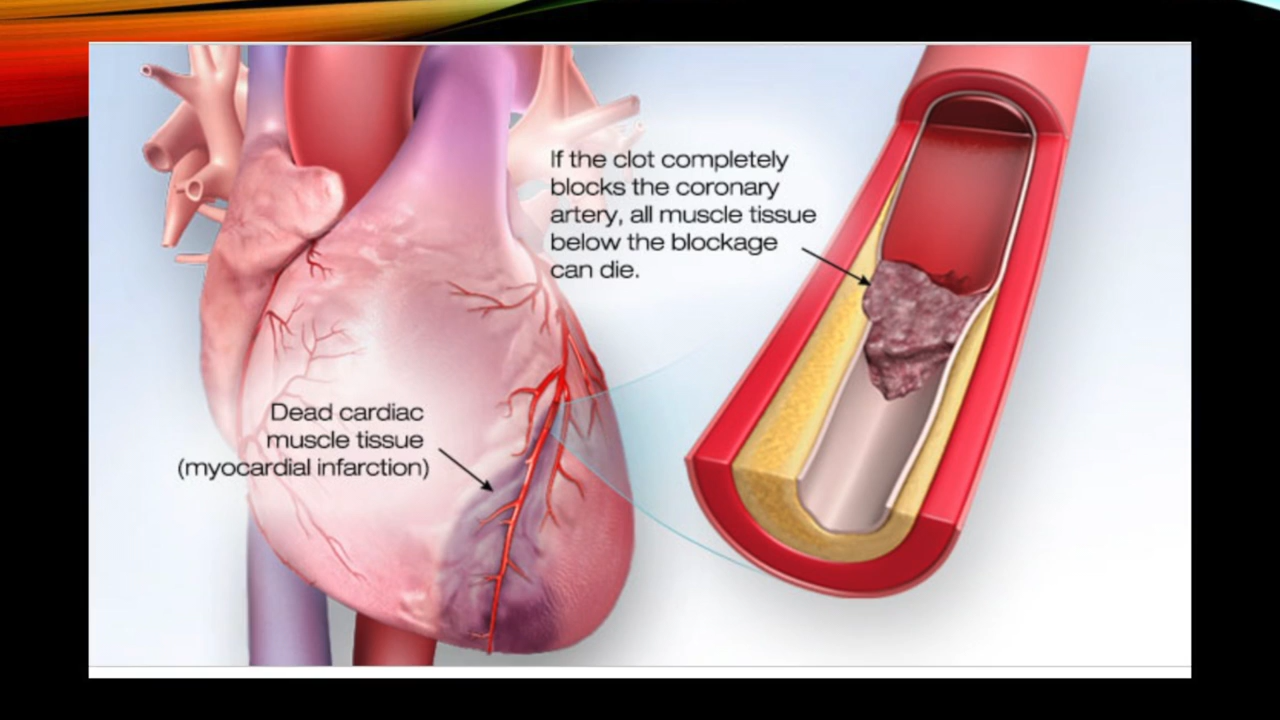 If the clot completely
blocks the coronary
artery, all muscle tissue
below the blockage
can die.
Dead cardiac
muscle tissue
(myocardial infarction)